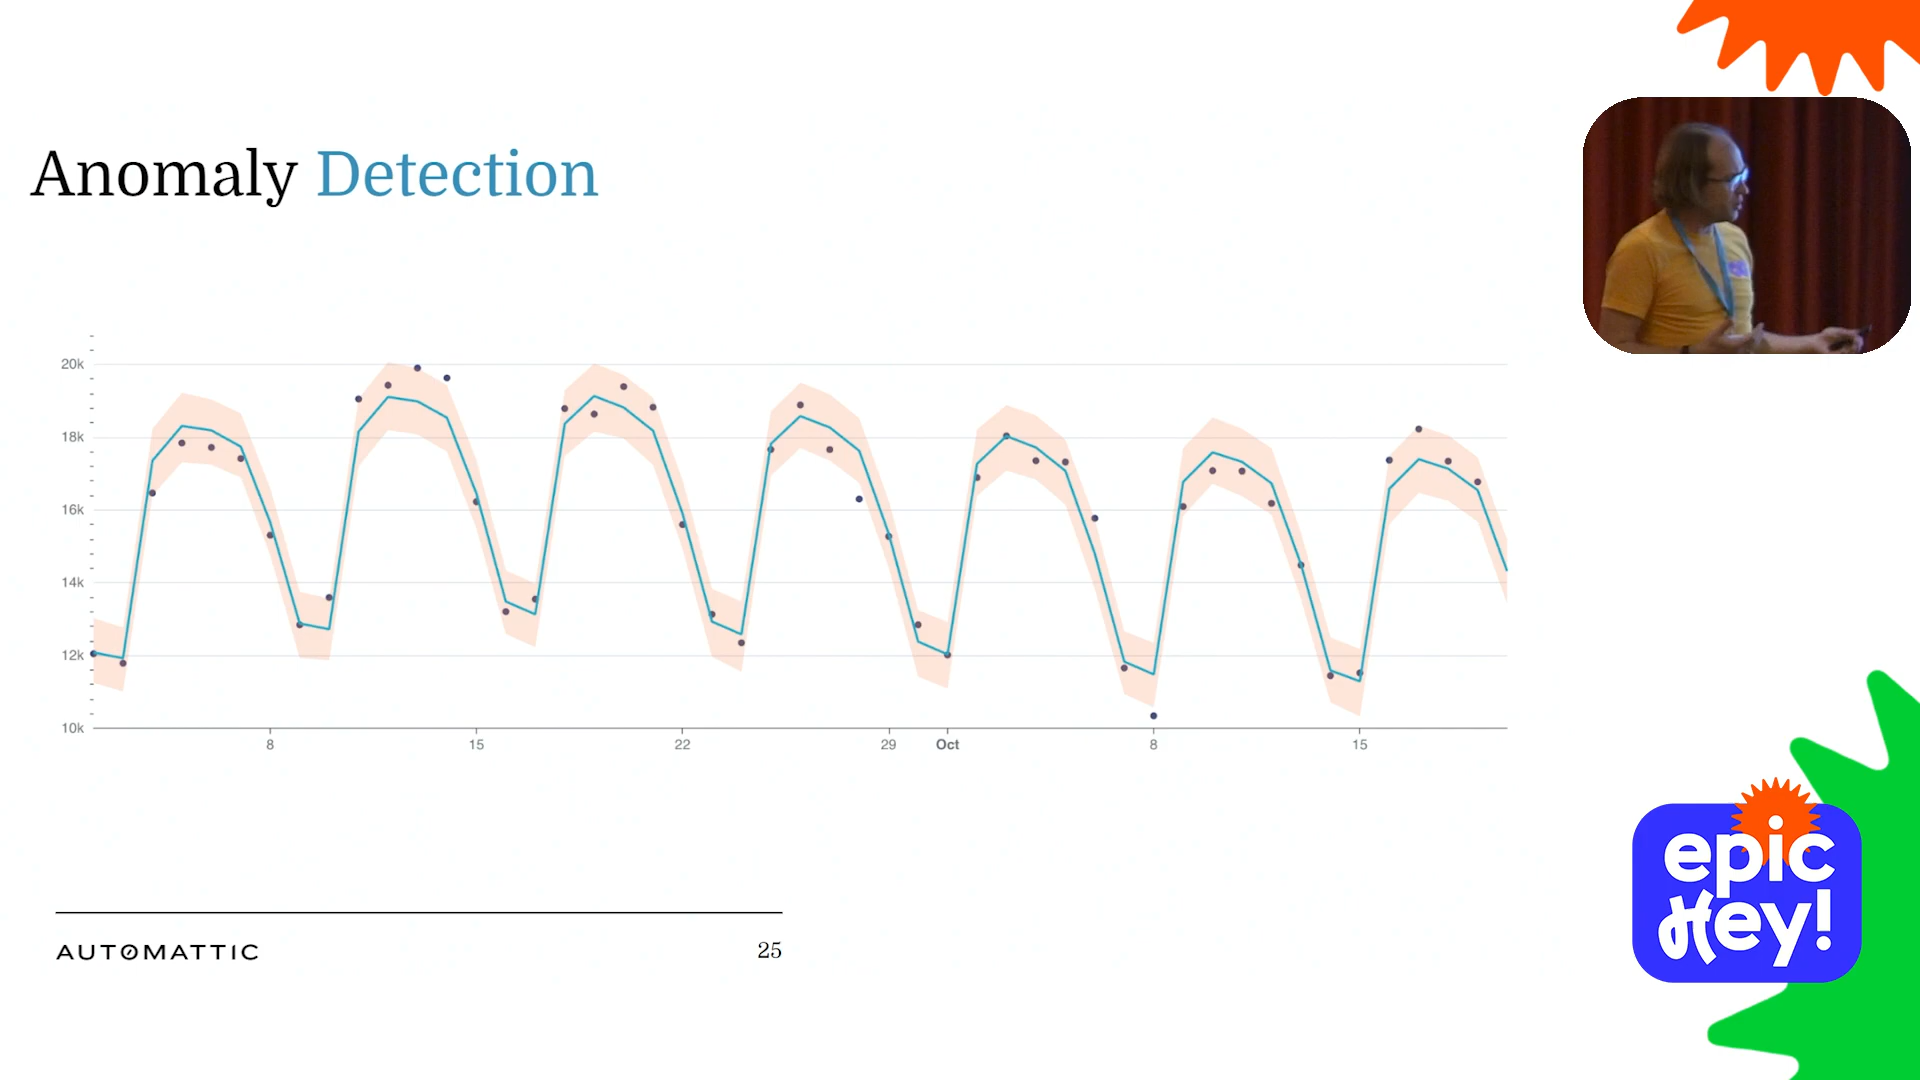 Anomaly Detection
20k
18k
16k
14k
12k
10k
8 15 22 29 Oct 8 15
AUTOMATTIC 25
epic
Hey!